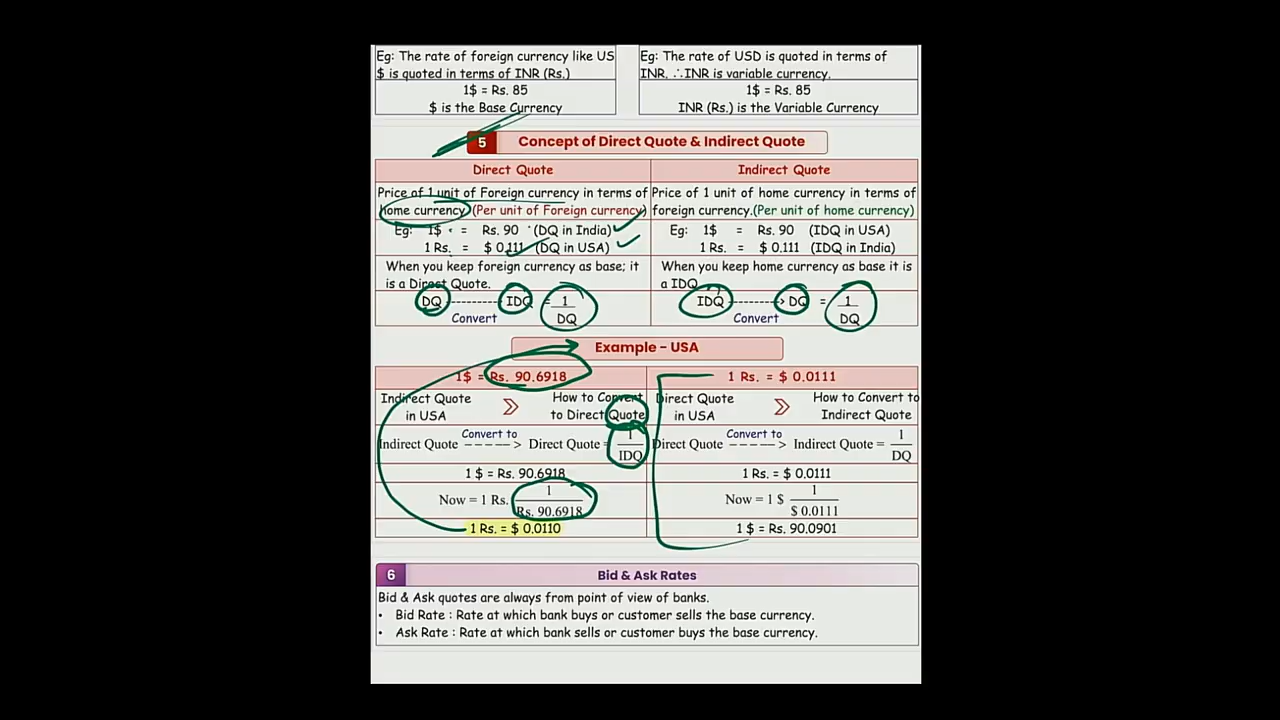 Eg: The rate of foreign currency like US
$ is quoted in terms of INR (Rs.)
1$ = Rs. 85
$ is the Base Currency
Eg: The rate of USD is quoted in terms of
INR. ∴INR is variable currency.
1$ = Rs. 85
INR (Rs.) is the Variable Currency
5 Concept of Direct Quote & Indirect Quote
Direct Quote
Price of 1 unit of Foreign currency in terms of
home currency (Per unit of Foreign currency)
Eg: 1$ = Rs. 90 (DQ in India)
1 Rs. = $ 0.111 (DQ in USA)
When you keep foreign currency as base; it
is a Direct Quote.
DQ ---------- IDQ = 1
Convert DQ
Indirect Quote
Price of 1 unit of home currency in terms of
foreign currency.(Per unit of home currency)
Eg: 1$ = Rs. 90 (IDQ in USA)
1 Rs. = $ 0.111 (IDQ in India)
When you keep home currency as base it is
a IDQ
IDQ ---------> DQ = 1
Convert DQ
Example - USA
1$ = Rs. 90.6918
Indirect Quote How to Convert
in USA to Direct Quote
Convert to
Indirect Quote - - - - - > Direct Quote = 1
IDQ
1 $ = Rs. 90.6918
Now = 1 Rs. 1
Rs. 90.6918
1 Rs. = $ 0.0110
1 Rs. = $ 0.0111
Direct Quote How to Convert to
in USA Indirect Quote
Convert to
Direct Quote - - - - - > Indirect Quote = 1
DQ
1 Rs. = $ 0.0111
Now = 1 $ 1
$ 0.0111
1 $ = Rs. 90.0901
6 Bid & Ask Rates
Bid & Ask quotes are always from point of view of banks.
• Bid Rate : Rate at which bank buys or customer sells the base currency.
• Ask Rate : Rate at which bank sells or customer buys the base currency.